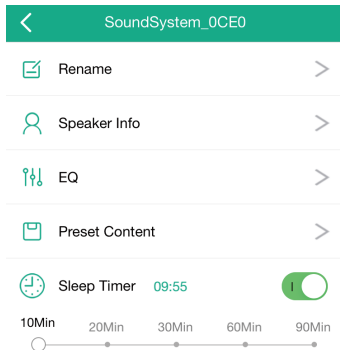 SoundSystem_0CE0
Rename
Speaker Info
EQ
Preset Content
Sleep Timer 09:55
10Min 20Min 30Min 60Min 90Min